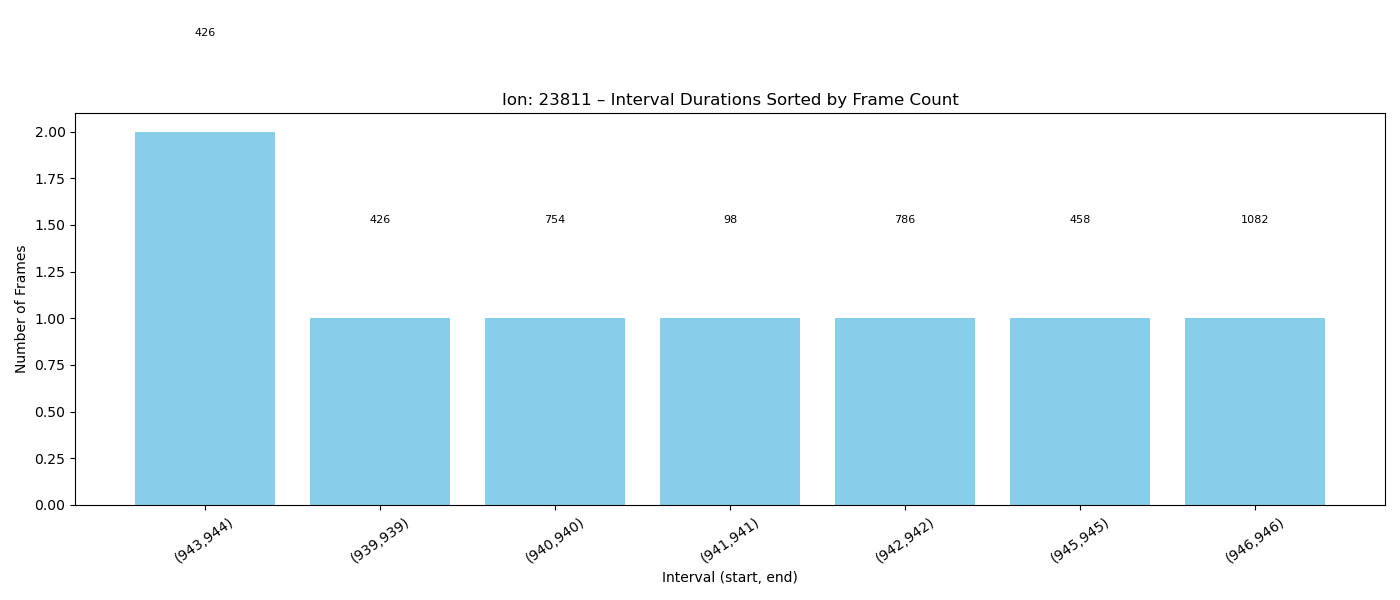 426
Ion: 23811 – Interval Durations Sorted by Frame Count
2.00
1.75
1.50
1.25
1.00
0.75
0.50
0.25
0.00
Number of Frames
426 754 98 786 458 1082
(943,944) (939,939) (940,940) (941,941) (942,942) (945,945) (946,946)
Interval (start, end)